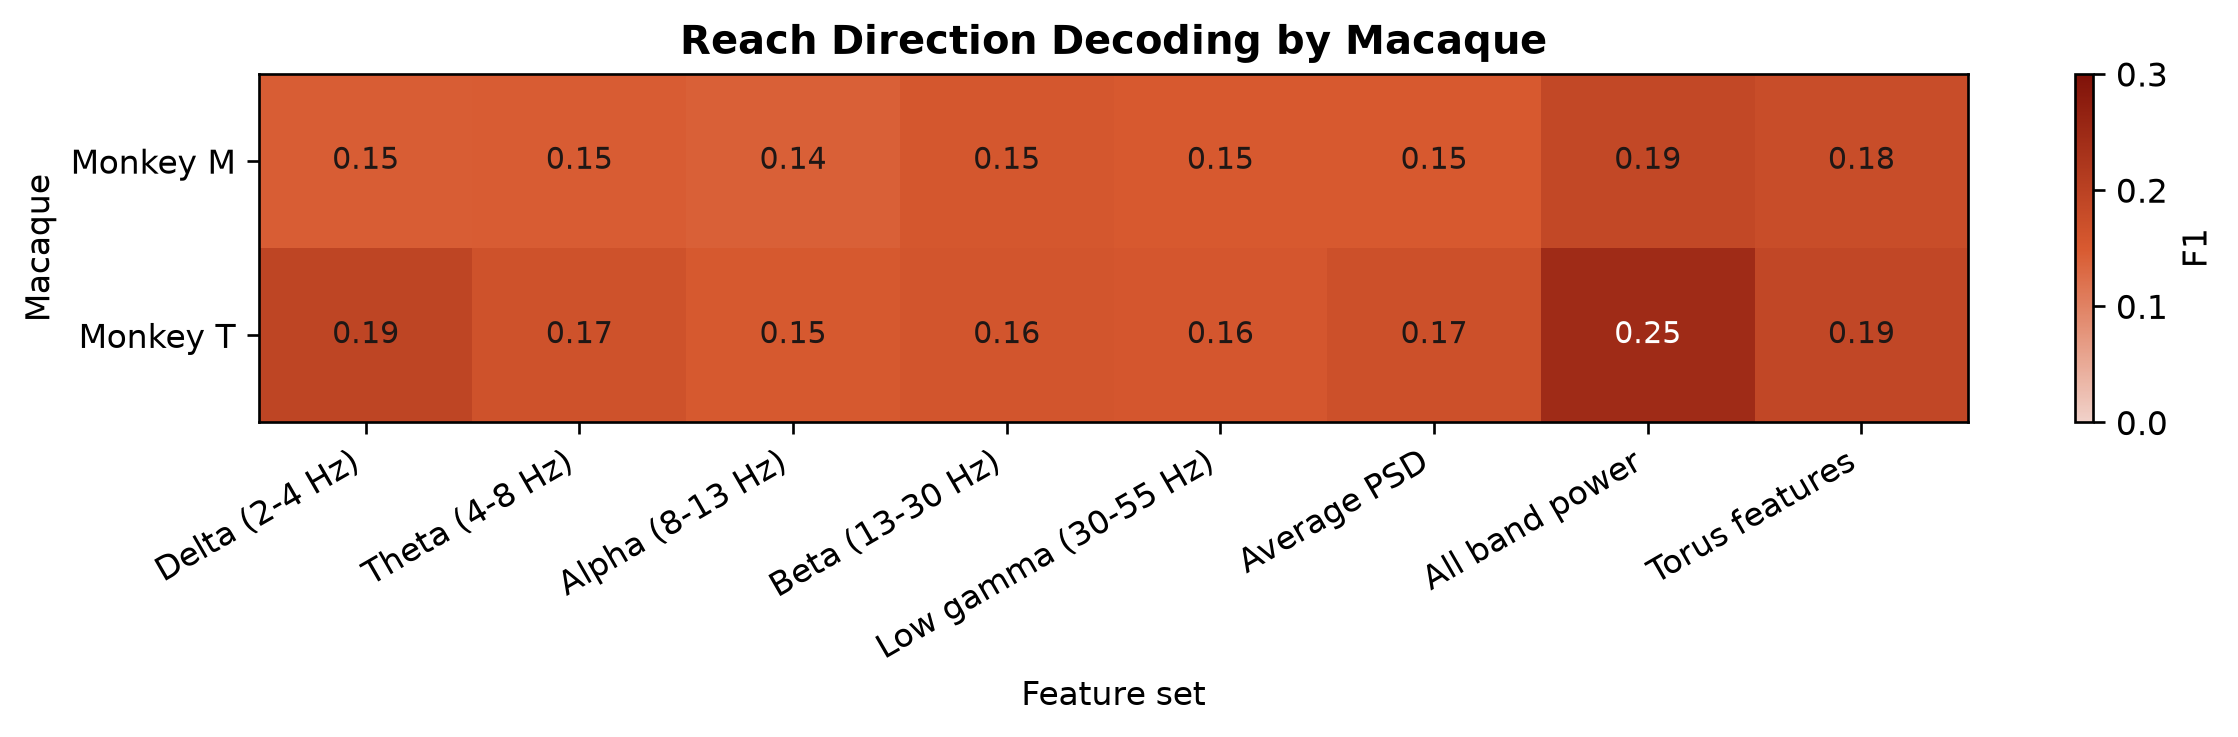 Reach Direction Decoding by Macaque
Macaque
Monkey M
0.15 0.15 0.14 0.15 0.15 0.15 0.19 0.18
Monkey T
0.19 0.17 0.15 0.16 0.16 0.17 0.25 0.19
Delta (2-4 Hz)
Theta (4-8 Hz)
Alpha (8-13 Hz)
Beta (13-30 Hz)
Low gamma (30-55 Hz)
Average PSD
All band power
Torus features
Feature set
0.3
0.2
0.1
0.0
F1